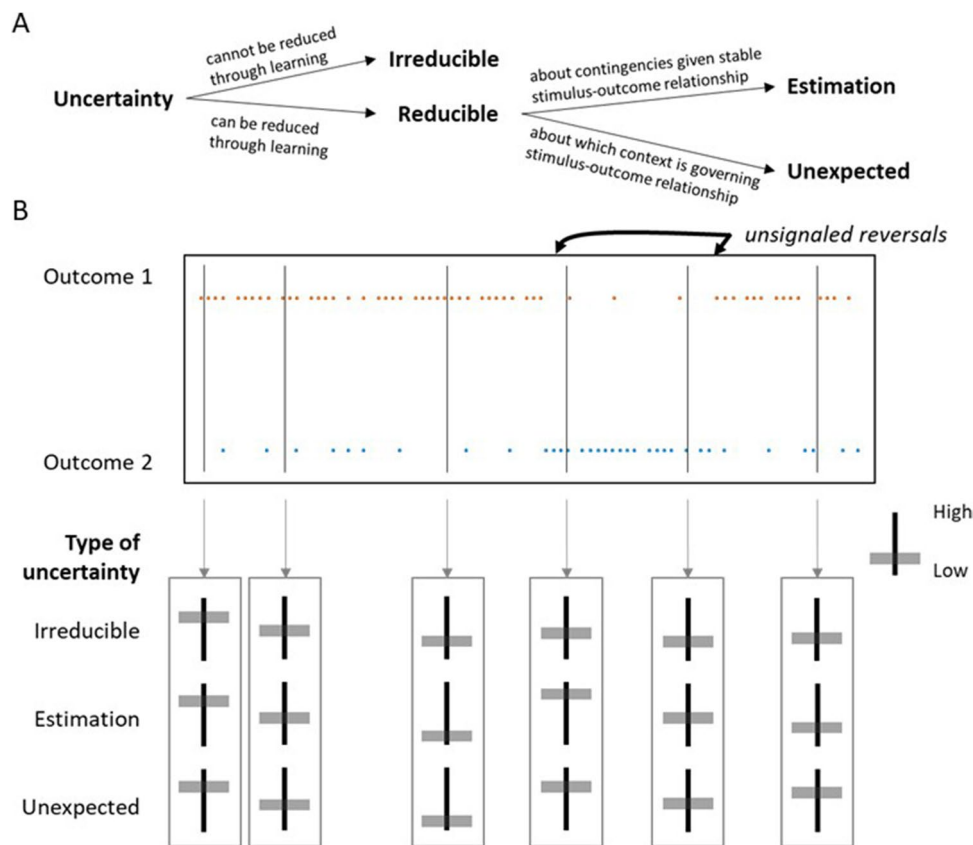 A
cannot be reduced
through learning
Irreducible
Uncertainty
can be reduced
through learning
Reducible
about contingencies given stable
stimulus-outcome relationship
Estimation
about which context is governing
stimulus-outcome relationship
Unexpected
B
unsignaled reversals
Outcome 1
Outcome 2
High
Low
Type of
uncertainty
Irreducible
Estimation
Unexpected